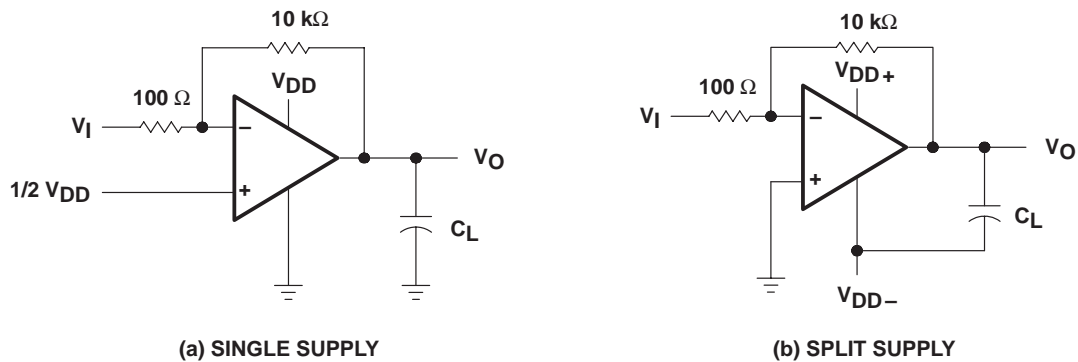 10 kΩ
VDD
100 Ω
VI
−
+
1/2 VDD
VO
CL
(a) SINGLE SUPPLY
10 kΩ
VDD+
100 Ω
VI
−
+
VO
CL
VDD−
(b) SPLIT SUPPLY